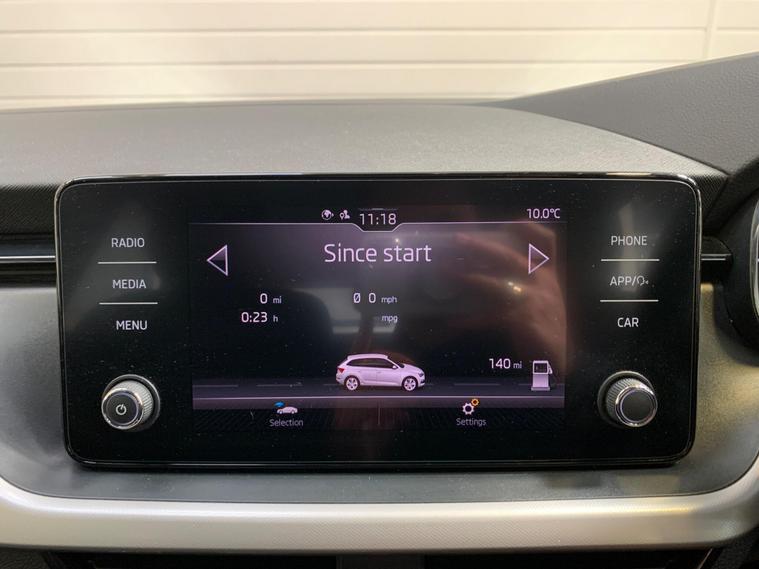 11:18
10.0°C
RADIO
MEDIA
MENU
Since start
0 mi
Ø 0 mph
0:23 h
mpg
140 mi
Selection
Settings
PHONE
APP/
CAR